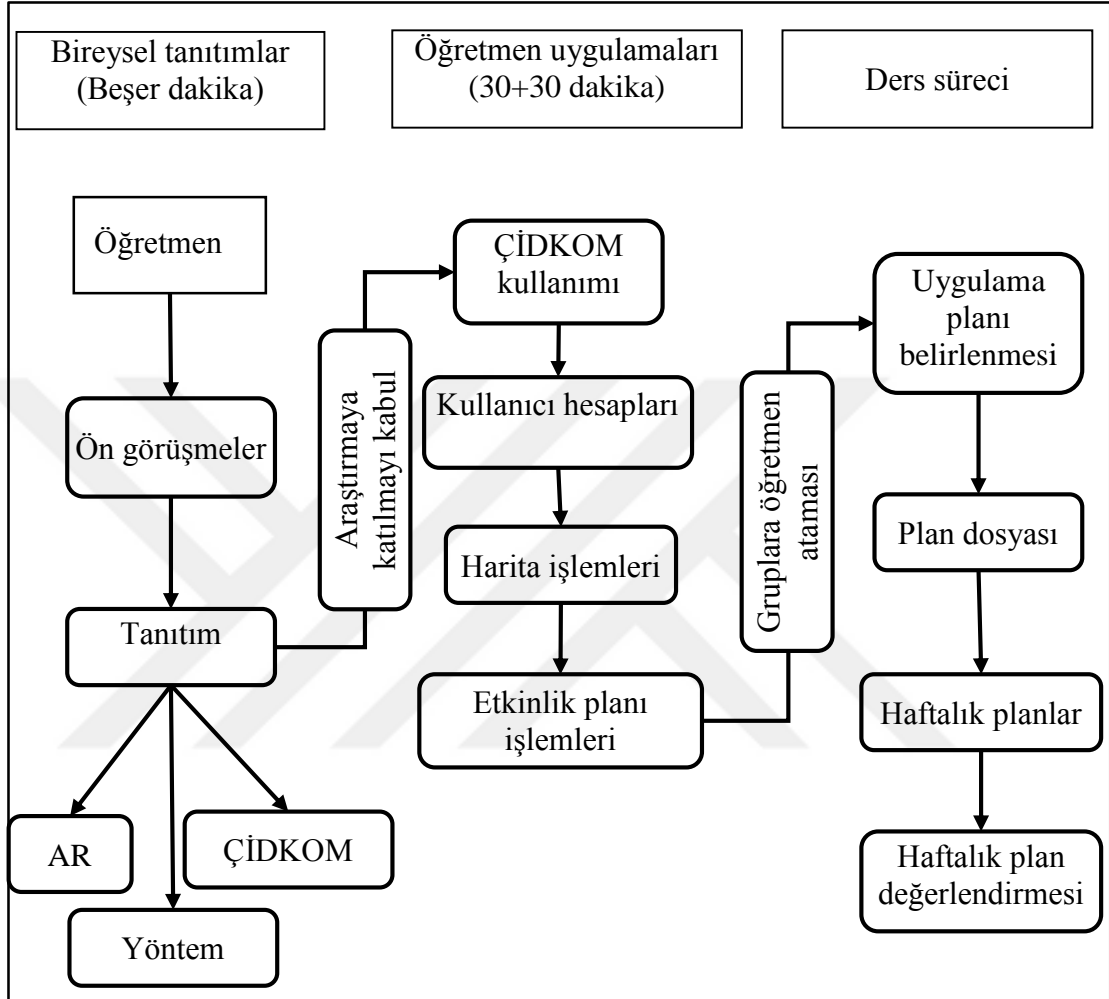 Bireysel tanıtımlar
(Beşer dakika)
Öğretmen uygulamaları
(30+30 dakika)
Ders süreci
Öğretmen
Ön görüşmeler
Tanıtım
AR
Yöntem
ÇİDKOM
Araştırmaya
katılmayı kabul
ÇİDKOM
kullanımı
Kullanıcı hesapları
Harita işlemleri
Etkinlik planı
işlemleri
Gruplara öğretmen
ataması
Uygulama
planı
belirlenmesi
Plan dosyası
Haftalık planlar
Haftalık plan
değerlendirmesi